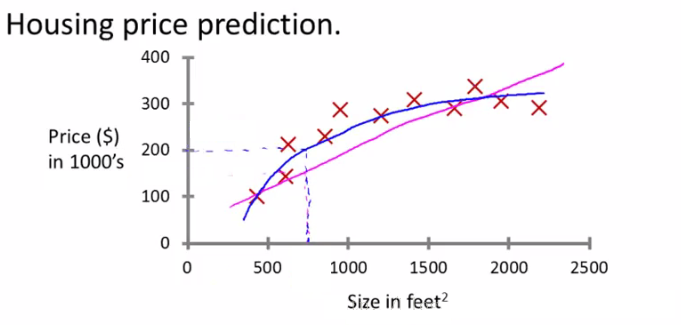 Housing price prediction.
400
300
Price ($)
in 1000's
200
100
0
0 500 1000 1500 2000 2500
Size in feet²